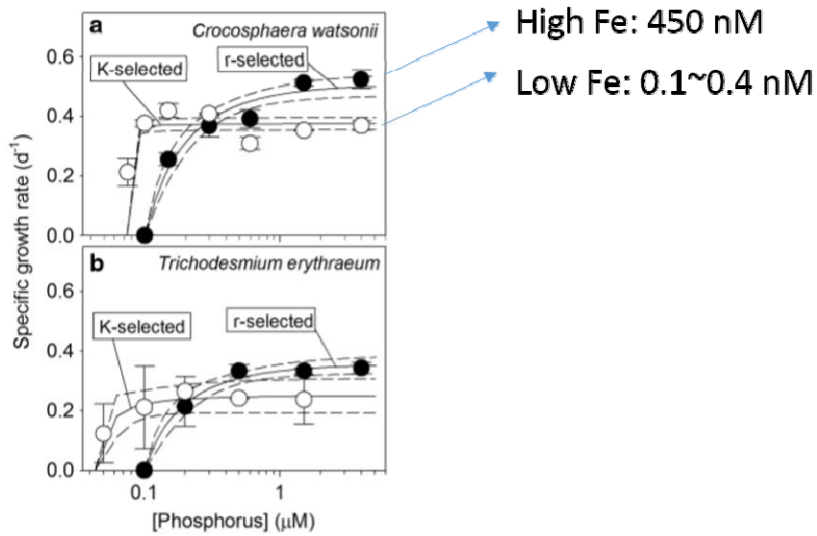 High Fe: 450 nM
Low Fe: 0.1~0.4 nM
a
Crocosphaera watsonii
K-selected
r-selected
0.6
0.4
0.2
0.0
b
Trichodesmium erythraeum
K-selected
r-selected
0.6
0.4
0.2
0.0
0.1
1
Specific growth rate (d⁻¹)
[Phosphorus] (μM)